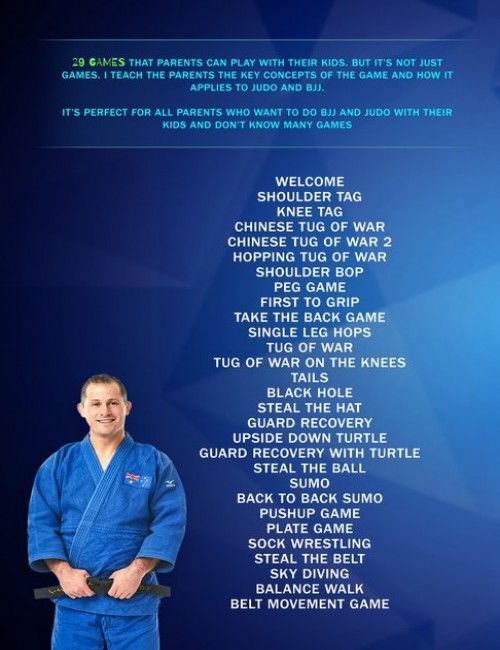 29 GAMES THAT PARENTS CAN PLAY WITH THEIR KIDS. BUT IT'S NOT JUST
GAMES. I TEACH THE PARENTS THE KEY CONCEPTS OF THE GAME AND HOW IT
APPLIES TO JUDO AND BJJ.
IT'S PERFECT FOR ALL PARENTS WHO WANT TO DO BJJ AND JUDO WITH THEIR
KIDS AND DON'T KNOW MANY GAMES
WELCOME
SHOULDER TAG
KNEE TAG
CHINESE TUG OF WAR
CHINESE TUG OF WAR 2
HOPPING TUG OF WAR
SHOULDER BOP
PEG GAME
FIRST TO GRIP
TAKE THE BACK GAME
SINGLE LEG HOPS
TUG OF WAR
TUG OF WAR ON THE KNEES
TAILS
BLACK HOLE
STEAL THE HAT
GUARD RECOVERY
UPSIDE DOWN TURTLE
GUARD RECOVERY WITH TURTLE
STEAL THE BALL
SUMO
BACK TO BACK SUMO
PUSHUP GAME
PLATE GAME
SOCK WRESTLING
STEAL THE BELT
SKY DIVING
BALANCE WALK
BELT MOVEMENT GAME